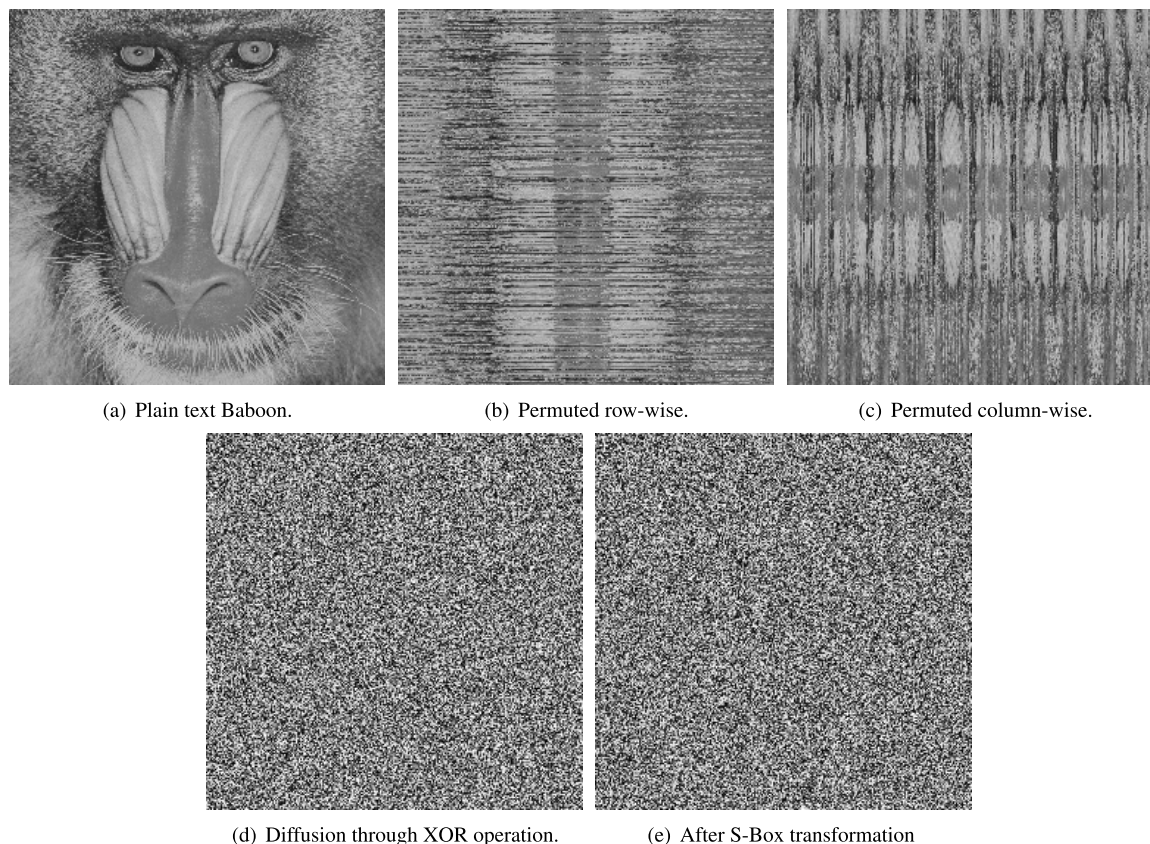 (a) Plain text Baboon.
(b) Permuted row-wise.
(c) Permuted column-wise.
(d) Diffusion through XOR operation.
(e) After S-Box transformation